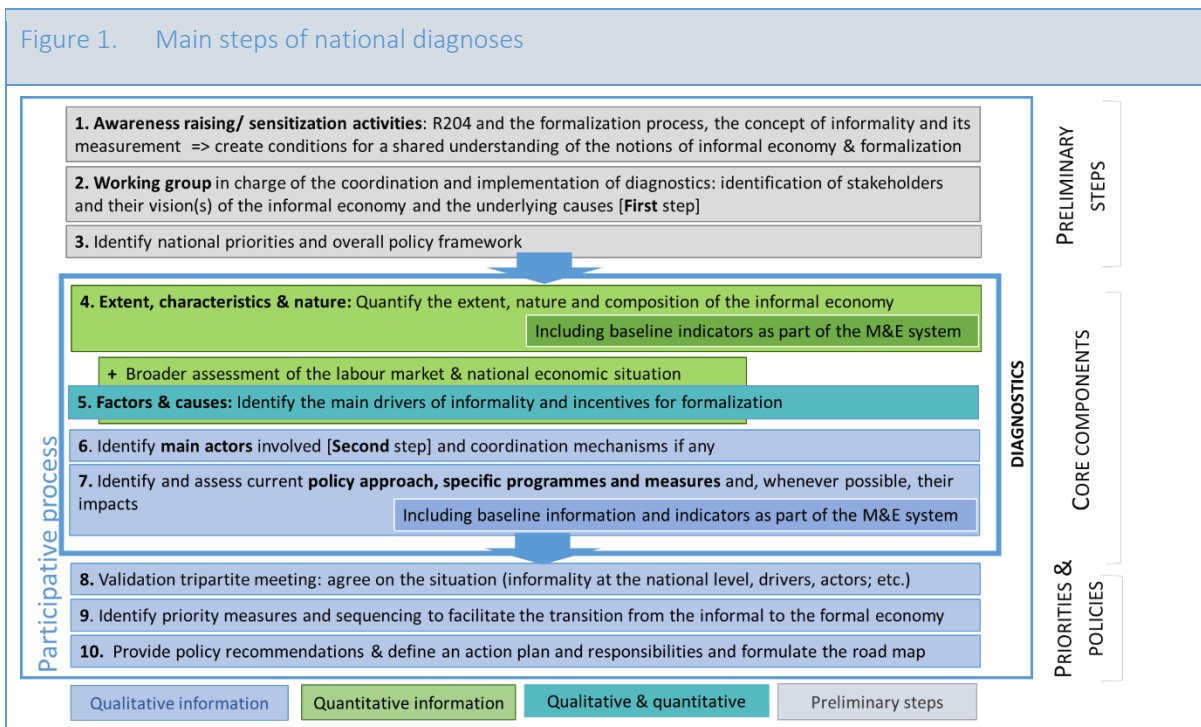 Figure 1. Main steps of national diagnoses
1. Awareness raising/ sensitization activities: R204 and the formalization process, the concept of informality and its
measurement => create conditions for a shared understanding of the notions of informal economy & formalization
2. Working group in charge of the coordination and implementation of diagnostics: identification of stakeholders
and their vision(s) of the informal economy and the underlying causes [First step]
3. Identify national priorities and overall policy framework
PRELIMINARY
STEPS
4. Extent, characteristics & nature: Quantify the extent, nature and composition of the informal economy
Including baseline indicators as part of the M&E system
+ Broader assessment of the labour market & national economic situation
5. Factors & causes: Identify the main drivers of informality and incentives for formalization
6. Identify main actors involved [Second step] and coordination mechanisms if any
7. Identify and assess current policy approach, specific programmes and measures and, whenever possible, their
impacts
Including baseline information and indicators as part of the M&E system
DIAGNOSTICS
CORE COMPONENTS
8. Validation tripartite meeting: agree on the situation (informality at the national level, drivers, actors; etc.)
9. Identify priority measures and sequencing to facilitate the transition from the informal to the formal economy
10. Provide policy recommendations & define an action plan and responsibilities and formulate the road map
PRIORITIES &
POLICIES
Participative process
Qualitative information
Quantitative information
Qualitative & quantitative
Preliminary steps